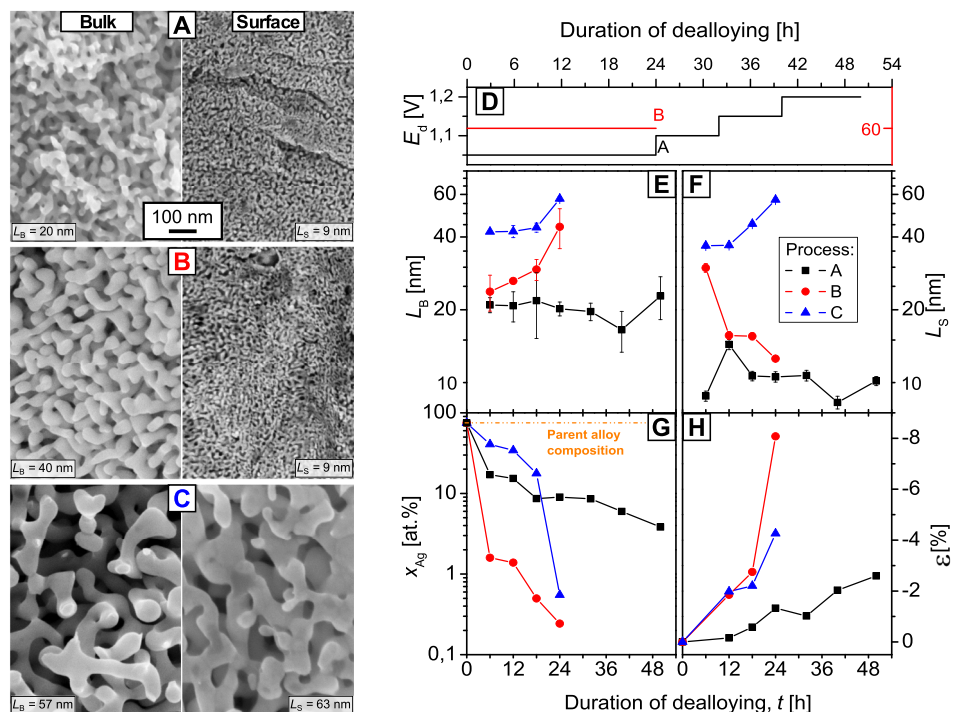 Bulk
A
Surface
100 nm
L_B = 20 nm
L_S = 9 nm
B
L_B = 40 nm
L_S = 9 nm
C
L_B = 57 nm
L_S = 63 nm
Duration of dealloying [h]
0 6 12 18 24 30 36 42 48 54
D
E_d [V]
1,2
1,1
B
A
60
E
F
L_B [nm]
60
40
20
10
Process:
A
B
C
60
40
20
10
L_S [nm]
G
H
Parent alloy
composition
x_Ag [at.%]
100
10
1
0,1
-8
-6
-4
-2
0
ε[%]
0 12 24 36 48 0 12 24 36 48
Duration of dealloying, t [h]